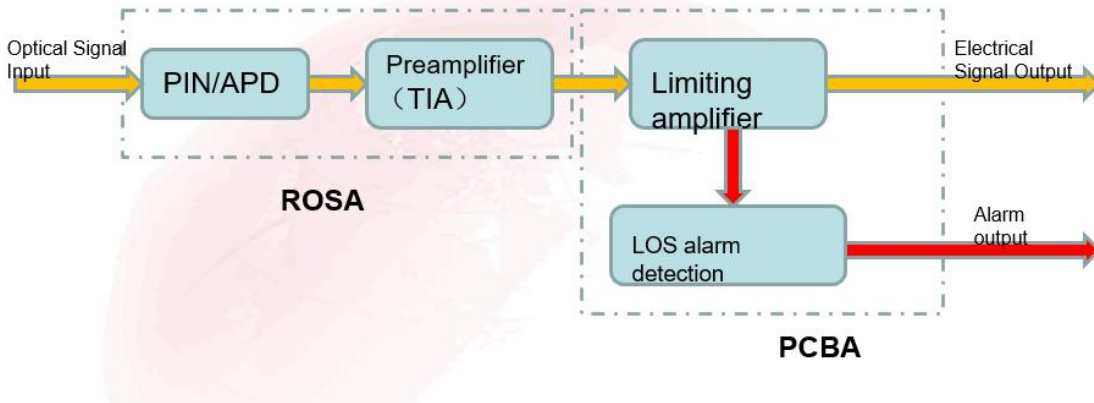 Optical Signal
Input
PIN/APD
Preamplifier
（TIA）
Limiting
amplifier
Electrical
Signal Output
ROSA
LOS alarm
detection
Alarm
output
PCBA